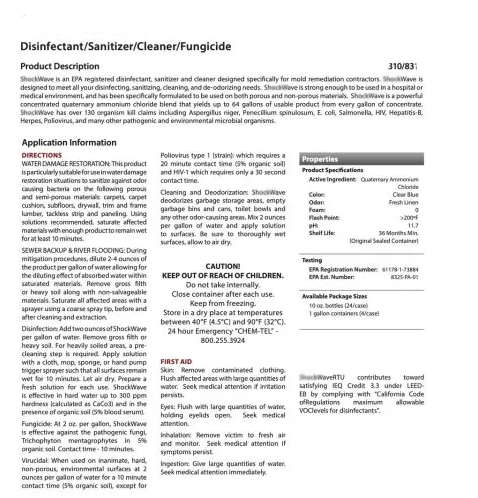 Disinfectant/Sanitizer/Cleaner/Fungicide
Product Description
310/831
ShockWave is an EPA registered disinfectant, sanitizer and cleaner designed specifically for mold remediation contractors. ShockWave is
designed to meet all your disinfecting, sanitizing, cleaning, and de-odorizing needs. ShockWave is strong enough to be used in a hospital or
medical environment, and has been specifically formulated to be used on both porous and non-porous materials. ShockWave is a powerful
concentrated quaternary ammonium chloride blend that yields up to 64 gallons of usable product from every gallon of concentrate.
ShockWave has over 130 organism kill claims including Aspergillus niger, Penecillium spinulosum, E. coli, Salmonella, HIV, Hepatitis-B,
Herpes, Poliovirus, and many other pathogenic and environmental microbial organisms.
Application Information
DIRECTIONS
WATER DAMAGE RESTORATION: This product
is particularly suitable for use in water damage
restoration situations to sanitize against odor
causing bacteria on the following porous
and semi-porous materials: carpets, carpet
cushion, subfloors, drywall, trim and frame
lumber, tackless strip and paneling. Using
solutions recommended, saturate affected
materials with enough product to remain wet
for at least 10 minutes.
SEWER BACKUP & RIVER FLOODING: During
mitigation procedures, dilute 2-4 ounces of
the product per gallon of water allowing for
the diluting effect of absorbed water within
saturated materials. Remove gross filth
or heavy soil along with non-salvageable
materials. Saturate all affected areas with a
sprayer using a coarse spray tip, before and
after cleaning and extraction.
Disinfection: Add two ounces of ShockWave
per gallon of water. Remove gross filth or
heavy soil. For heavily soiled areas, a pre-
cleaning step is required. Apply solution
with a cloth, mop, sponge, or hand pump
trigger sprayer such that all surfaces remain
wet for 10 minutes. Let air dry. Prepare a
fresh solution for each use. ShockWave
is effective in hard water up to 300 ppm
hardness (calculated as CaCo3) and in the
presence of organic soil (5% blood serum).
Fungicide: At 2 oz. per gallon, ShockWave
is effective against the pathogenic fungi,
Trichophyton mentagrophytes in 5%
organic soil. Contact time - 10 minutes.
Virucidal: When used on inanimate, hard,
non-porous, environmental surfaces at 2
ounces per gallon of water for a 10 minute
contact time (5% organic soil), except for
Poliovirus type 1 (strain): which requires a
20 minute contact time (5% organic soil)
and HIV-1 which requires only a 30 second
contact time.
Cleaning and Deodorization: ShockWave
deodorizes garbage storage areas, empty
garbage bins and cans, toilet bowls and
any other odor-causing areas. Mix 2 ounces
per gallon of water and apply solution
to surfaces. Be sure to thoroughly wet
surfaces, allow to air dry.
CAUTION!
KEEP OUT OF REACH OF CHILDREN.
Do not take internally.
Close container after each use.
Keep from freezing.
Store in a dry place at temperatures
between 40°F (4.5°C) and 90°F (32°C).
24 hour Emergency "CHEM-TEL" -
800.255.3924
FIRST AID
Skin: Remove contaminated clothing.
Flush affected areas with large quantities of
water. Seek medical attention if irritation
persists.
Eyes: Flush with large quantities of water,
holding eyelids open. Seek medical
attention.
Inhalation: Remove victim to fresh air
and monitor. Seek medical attention if
symptoms persist.
Ingestion: Give large quantities of water.
Seek medical attention immediately.
Properties
Product Specifications
Active Ingredient: Quaternary Ammonium
Chloride
Color: Clear Blue
Odor: Fresh Linen
Foam: 0
Flash Point: >200°F
pH: 11.7
Shelf Life: 36 Months Min.
(Original Sealed Container)
Testing
EPA Registration Number: 61178-1-73884
EPA Est. Number: 8325-PA-01
Available Package Sizes
10 oz. bottles (24/case)
1 gallon containers (4/case)
ShockWaveRTU contributes toward
satisfying IEQ Credit 3.3 under LEED-
EB by complying with "California Code
ofRegulations maximum allowable
VOClevels for disinfectants".